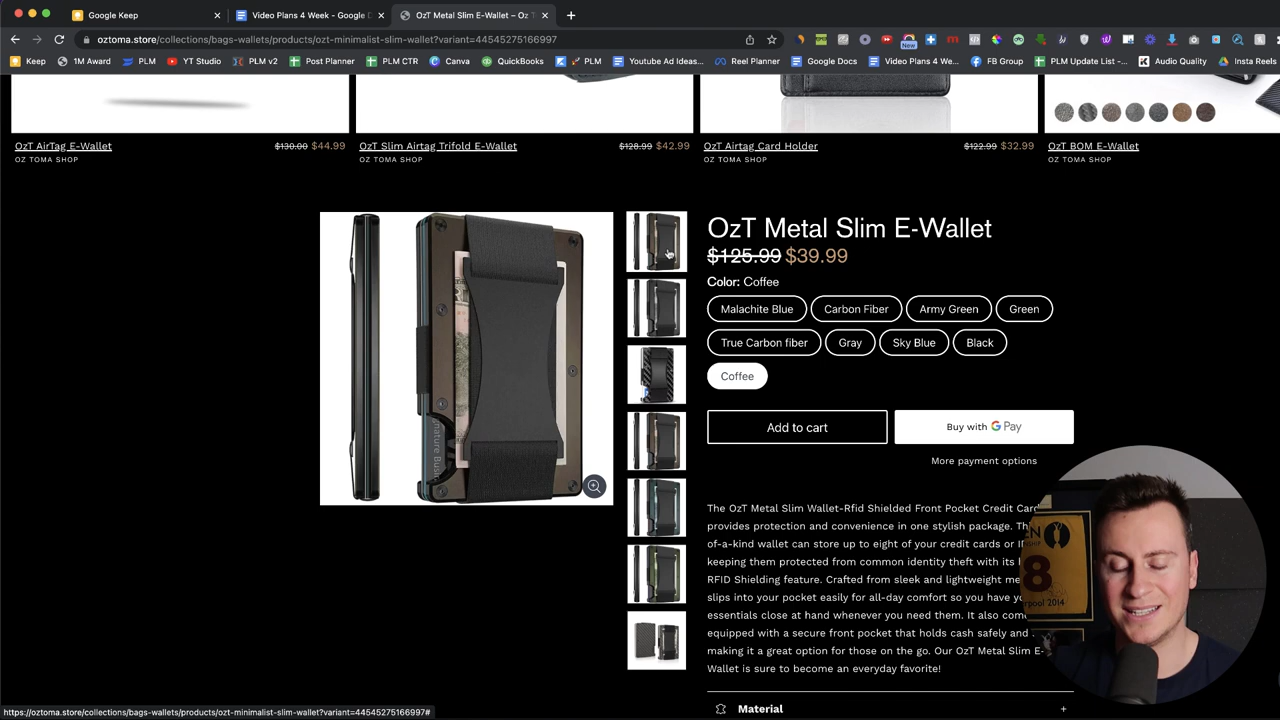 Google Keep
Video Plans 4 Week - Google D
OzT Metal Slim E-Wallet – Oz T
oztoma.store/collections/bags-wallets/products/ozt-minimalist-slim-wallet?variant=44545275166997
New
Keep
1M Award
PLM
YT Studio
PLM v2
Post Planner
PLM CTR
Canva
QuickBooks
PLM
Youtube Ad Ideas...
Reel Planner
Google Docs
Video Plans 4 We...
FB Group
PLM Update List -...
Audio Quality
Insta Reels
OzT AirTag E-Wallet
$130.00 $44.99
OZ TOMA SHOP
OzT Slim Airtag Trifold E-Wallet
$128.99 $42.99
OZ TOMA SHOP
OzT Airtag Card Holder
$122.99 $32.99
OZ TOMA SHOP
OzT BOM E-Wallet
OZ TOMA SHOP
OzT Metal Slim E-Wallet
$125.99 $39.99
Color: Coffee
Malachite Blue
Carbon Fiber
Army Green
Green
True Carbon fiber
Gray
Sky Blue
Black
Coffee
Add to cart
Buy with G Pay
More payment options
The OzT Metal Slim Wallet-Rfid Shielded Front Pocket Credit Card
provides protection and convenience in one stylish package. Th
of-a-kind wallet can store up to eight of your credit cards or I
keeping them protected from common identity theft with its
RFID Shielding feature. Crafted from sleek and lightweight me
slips into your pocket easily for all-day comfort so you have yo
essentials close at hand whenever you need them. It also com
equipped with a secure front pocket that holds cash safely and
making it a great option for those on the go. Our OzT Metal Slim E-
Wallet is sure to become an everyday favorite!
Material
+
8
rpool 2014
https://oztoma.store/collections/bags-wallets/products/ozt-minimalist-slim-wallet?variant=44545275166997#